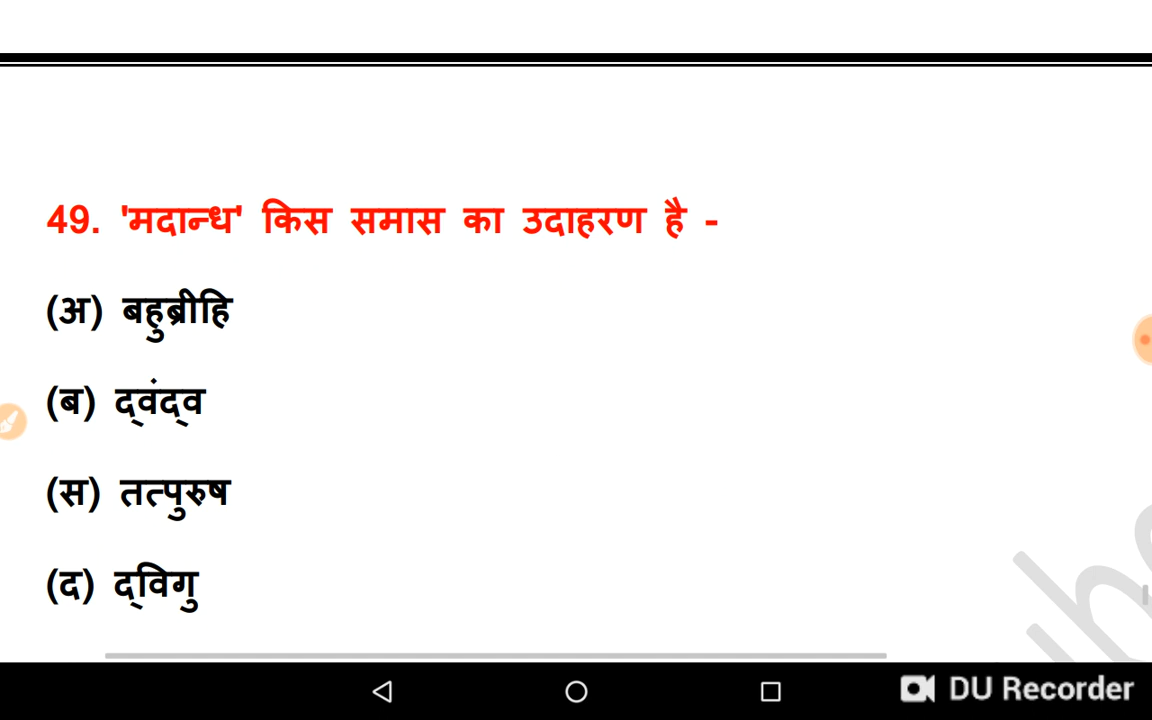 49. 'मदान्ध' किस समास का उदाहरण है -
(अ) बहुब्रीहि
(ब) द्वंद्व
(स) तत्पुरुष
(द) द्विगु
DU Recorder